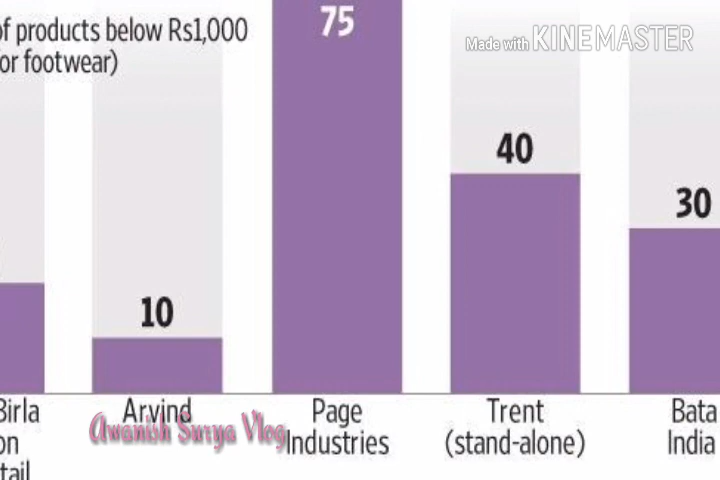 of products below Rs1,000
or footwear)
75
Made with KINEMASTER
40
30
10
Birla
on
tail
Arvind
Page
Industries
Trent
(stand-alone)
Bata
India
Awanish Surya Vlog